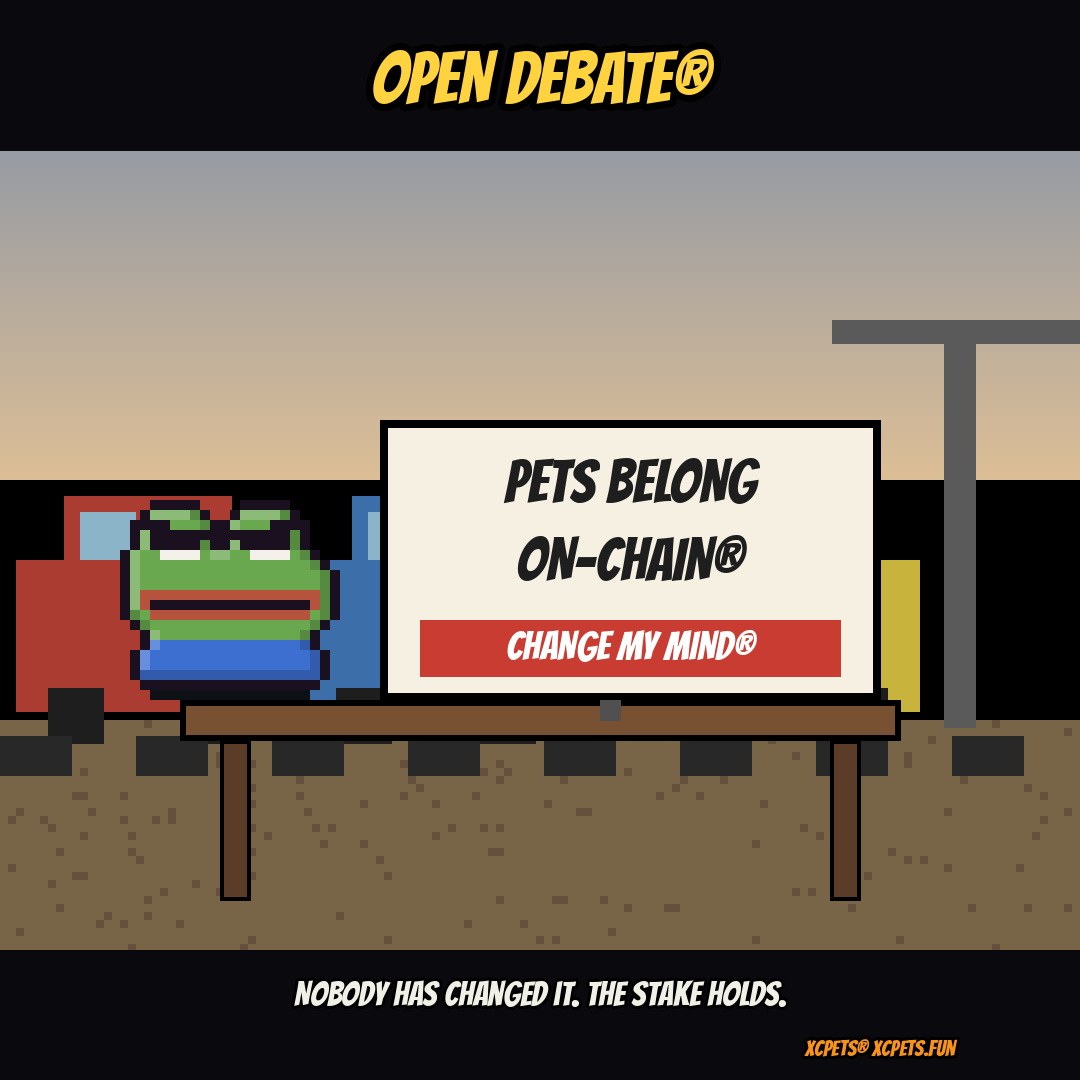 OPEN DEBATE®
PETS BELONG
ON-CHAIN®
CHANGE MY MIND®
NOBODY HAS CHANGED IT. THE STAKE HOLDS.
XCPETS® XCPETS.FUN